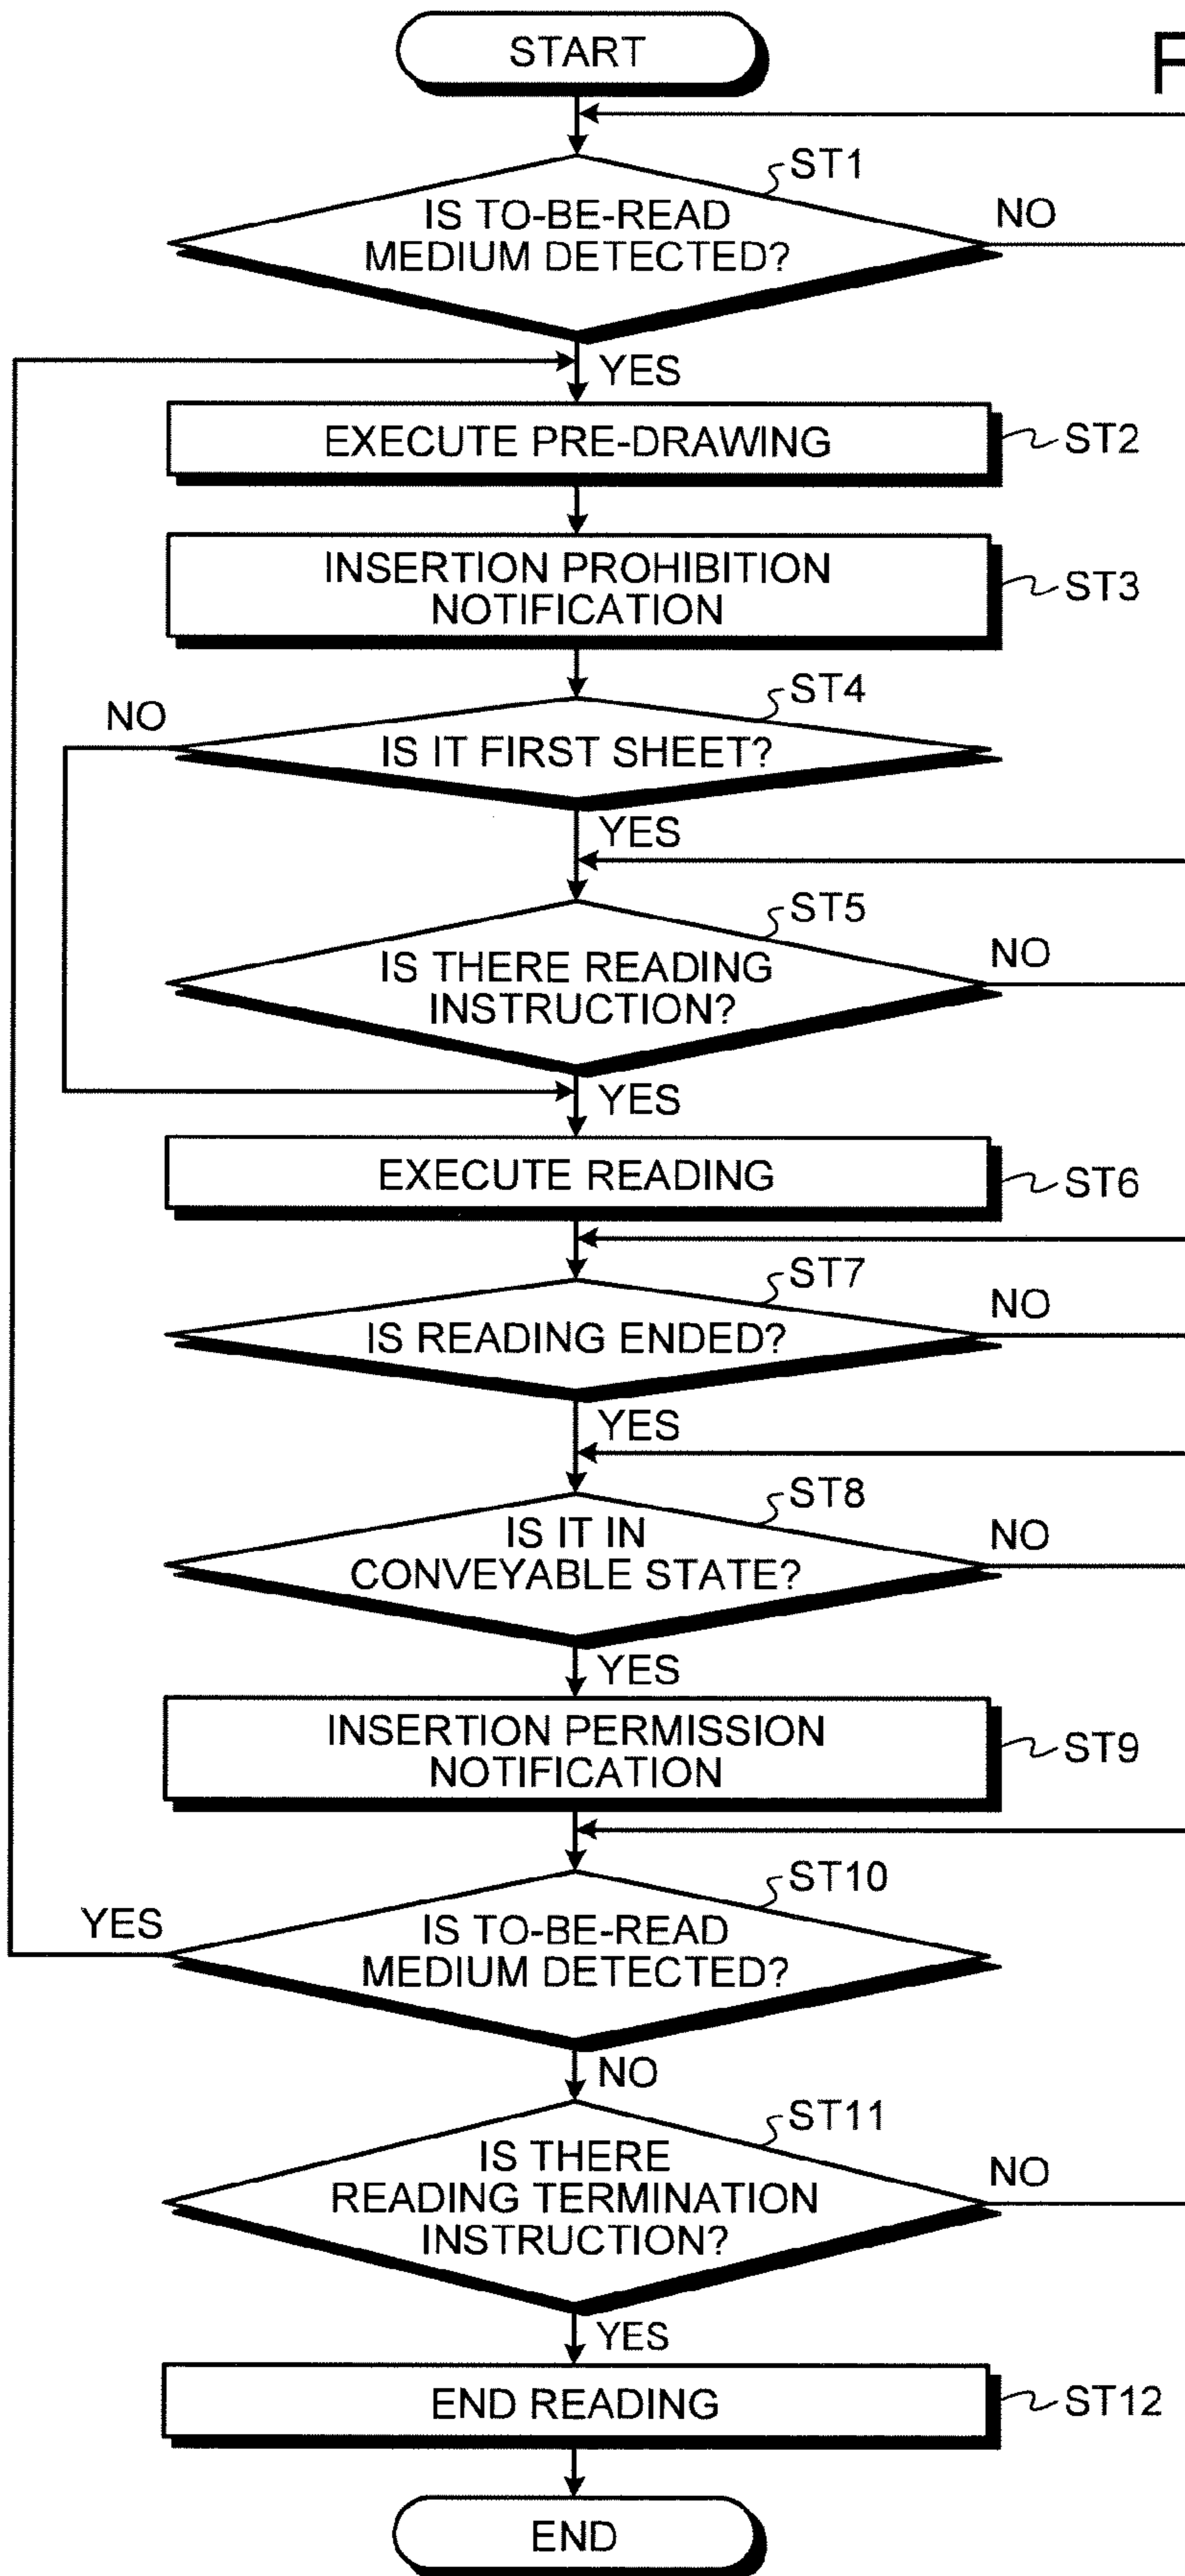 START
F
ST1
IS TO-BE-READ
MEDIUM DETECTED?
NO
YES
EXECUTE PRE-DRAWING
ST2
INSERTION PROHIBITION
NOTIFICATION
ST3
ST4
NO
IS IT FIRST SHEET?
YES
ST5
IS THERE READING
INSTRUCTION?
NO
YES
EXECUTE READING
ST6
ST7
IS READING ENDED?
NO
YES
ST8
IS IT IN
CONVEYABLE STATE?
NO
YES
INSERTION PERMISSION
NOTIFICATION
ST9
ST10
YES
IS TO-BE-READ
MEDIUM DETECTED?
NO
ST11
IS THERE
READING TERMINATION
INSTRUCTION?
NO
YES
END READING
ST12
END